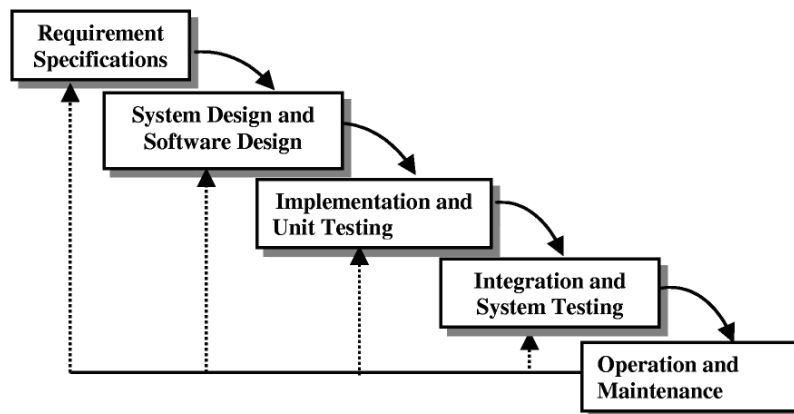 Requirement
Specifications
System Design and
Software Design
Implementation and
Unit Testing
Integration and
System Testing
Operation and
Maintenance